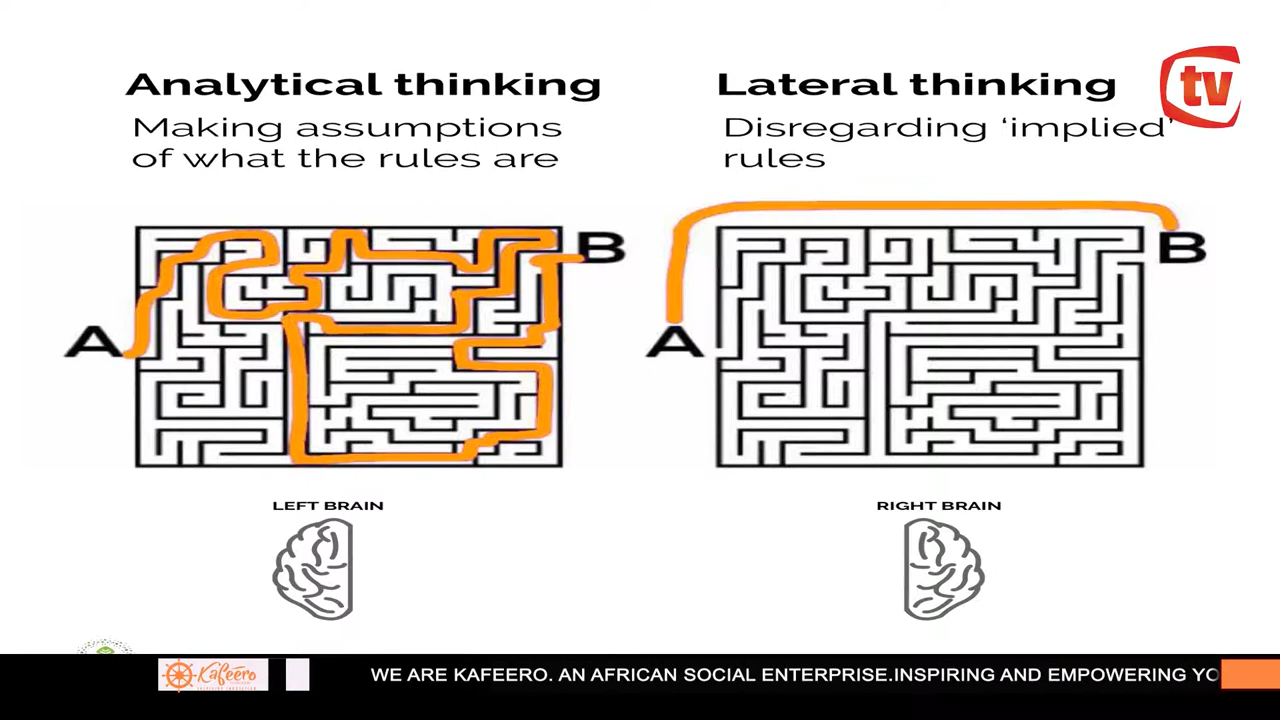 Analytical thinking
Making assumptions
of what the rules are
Lateral thinking
Disregarding ‘implied’
rules
tv
A
B
A
B
LEFT BRAIN
RIGHT BRAIN
Kafeero
WE ARE KAFEERO. AN AFRICAN SOCIAL ENTERPRISE.INSPIRING AND EMPOWERING YO